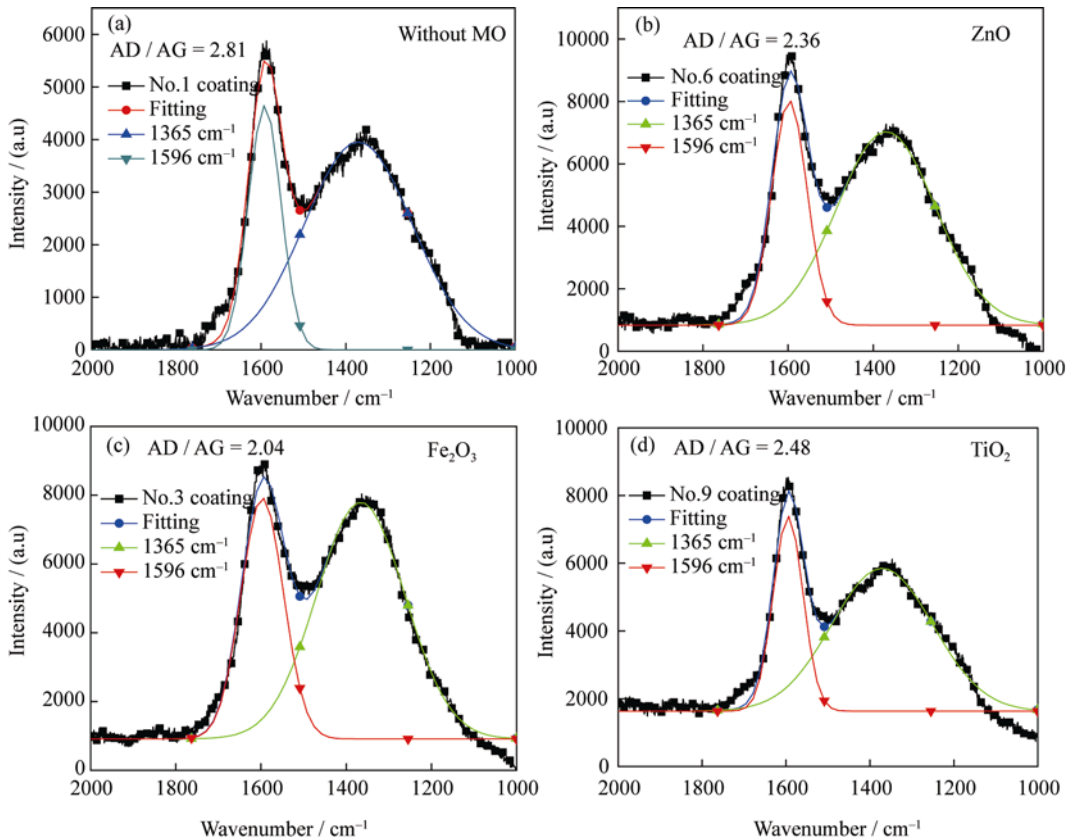 (a)
Without MO
AD / AG = 2.81
No.1 coating
Fitting
1365 cm⁻¹
1596 cm⁻¹
6000
5000
4000
3000
2000
1000
0
Intensity / (a.u)
2000 1800 1600 1400 1200 1000
Wavenumber / cm⁻¹
(b)
ZnO
AD / AG = 2.36
No.6 coating
Fitting
1365 cm⁻¹
1596 cm⁻¹
10000
8000
6000
4000
2000
0
Intensity / (a.u)
2000 1800 1600 1400 1200 1000
Wavenumber / cm⁻¹
(c)
AD / AG = 2.04
Fe₂O₃
No.3 coating
Fitting
1365 cm⁻¹
1596 cm⁻¹
10000
8000
6000
4000
2000
0
Intensity / (a.u)
2000 1800 1600 1400 1200 1000
Wavenumber / cm⁻¹
(d)
AD / AG = 2.48
TiO₂
No.9 coating
Fitting
1365 cm⁻¹
1596 cm⁻¹
10000
8000
6000
4000
2000
0
Intensity / (a.u)
2000 1800 1600 1400 1200 1000
Wavenumber / cm⁻¹